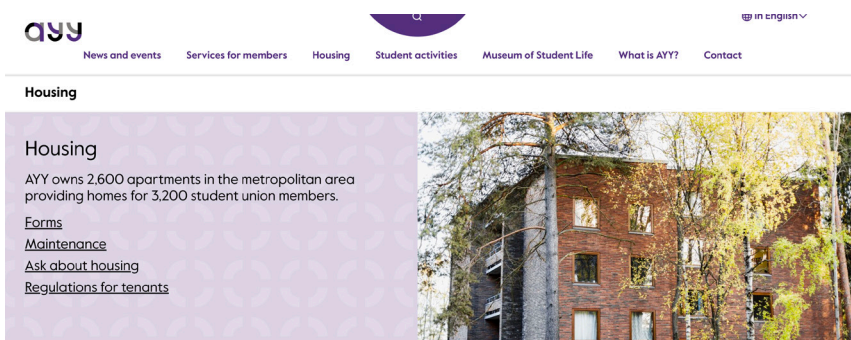 ayy
in English
News and events Services for members Housing Student activities Museum of Student Life What is AYY? Contact
Housing
Housing
AYY owns 2,600 apartments in the metropolitan area
providing homes for 3,200 student union members.
Forms
Maintenance
Ask about housing
Regulations for tenants